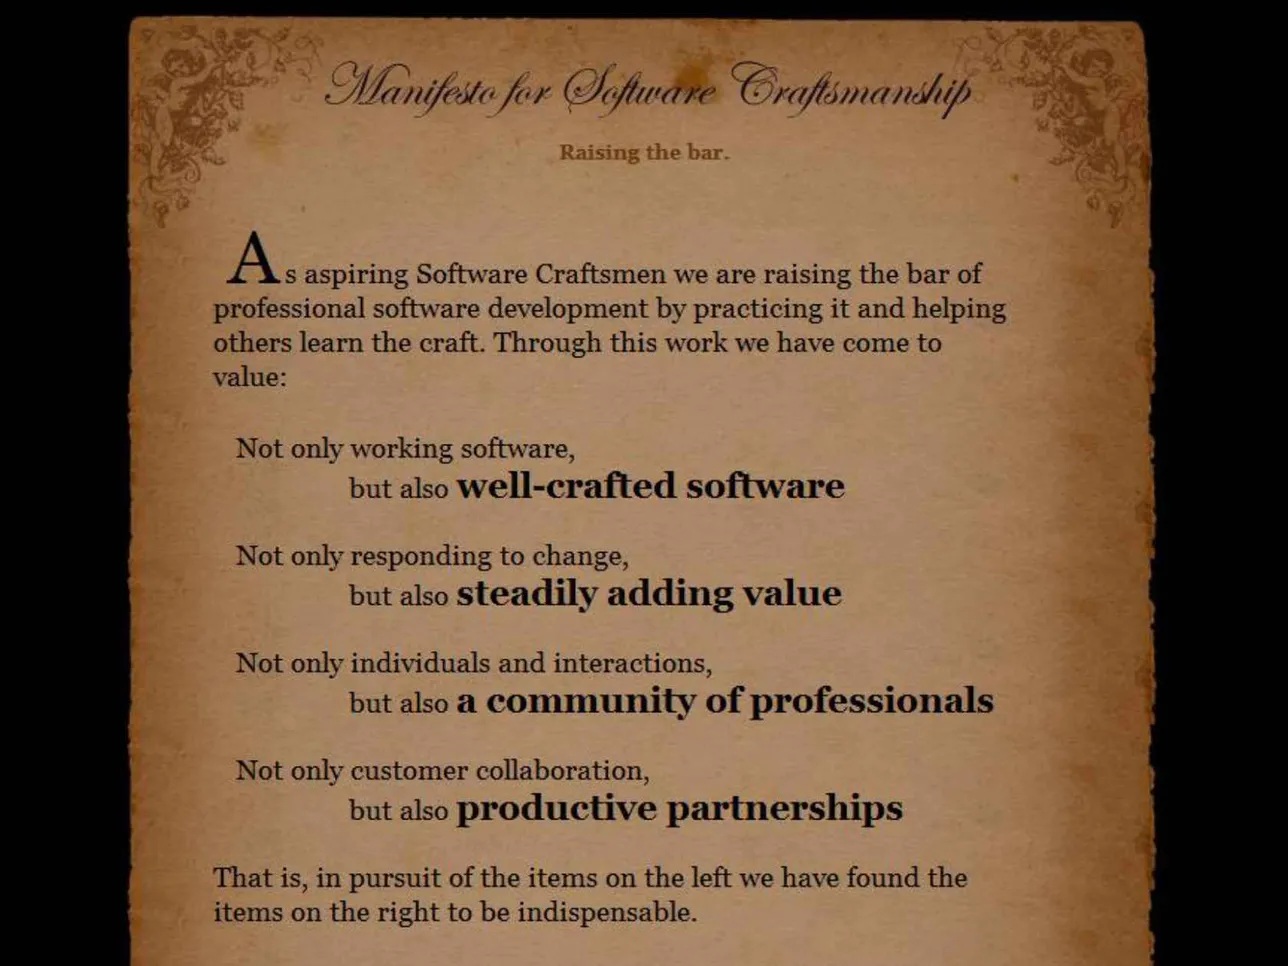 Manifesto for Software Craftsmanship
Raising the bar.
As aspiring Software Craftsmen we are raising the bar of
professional software development by practicing it and helping
others learn the craft. Through this work we have come to
value:
Not only working software,
but also well-crafted software
Not only responding to change,
but also steadily adding value
Not only individuals and interactions,
but also a community of professionals
Not only customer collaboration,
but also productive partnerships
That is, in pursuit of the items on the left we have found the
items on the right to be indispensable.